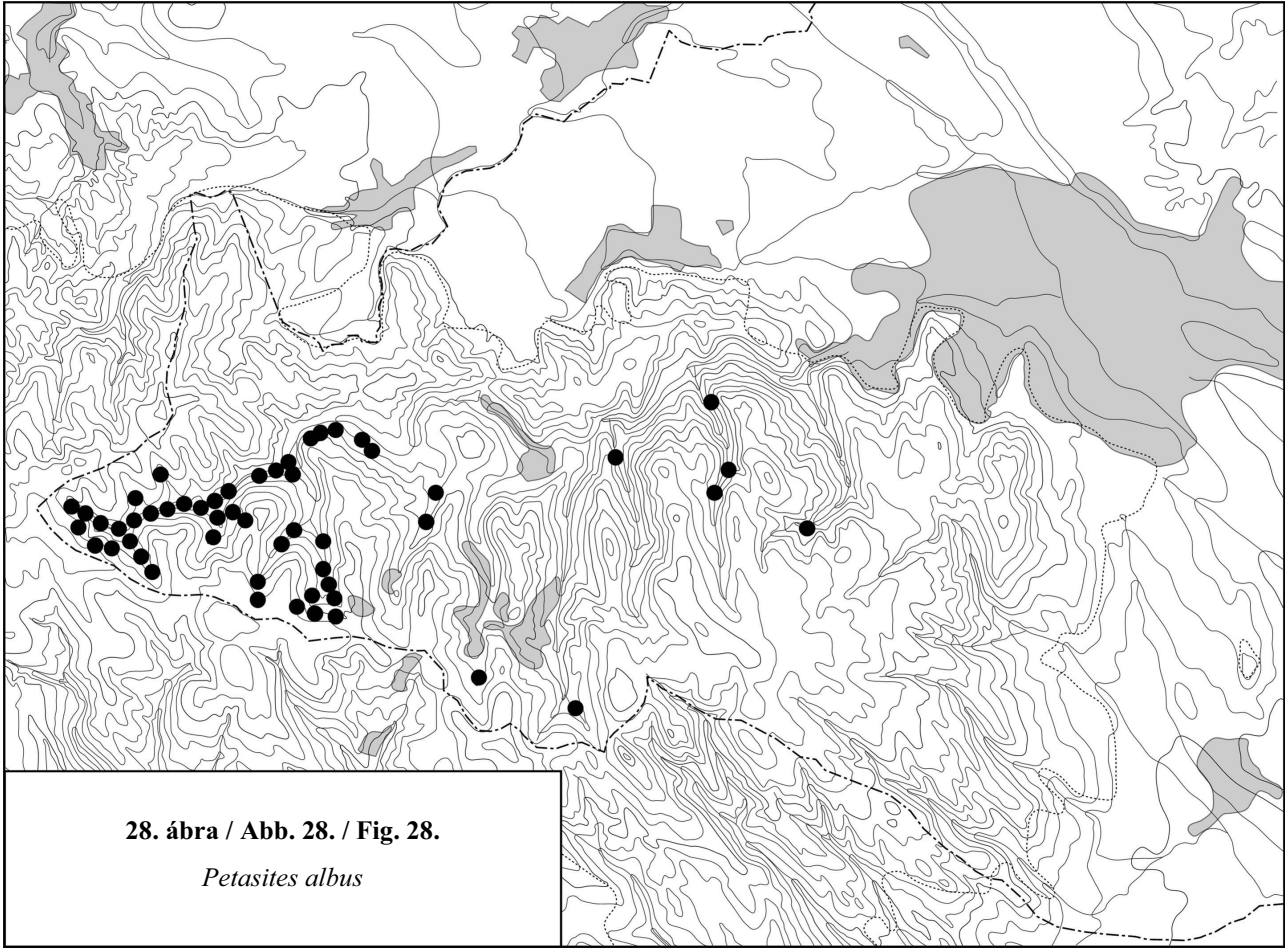 28. ábra / Abb. 28. / Fig. 28.
Petasites albus